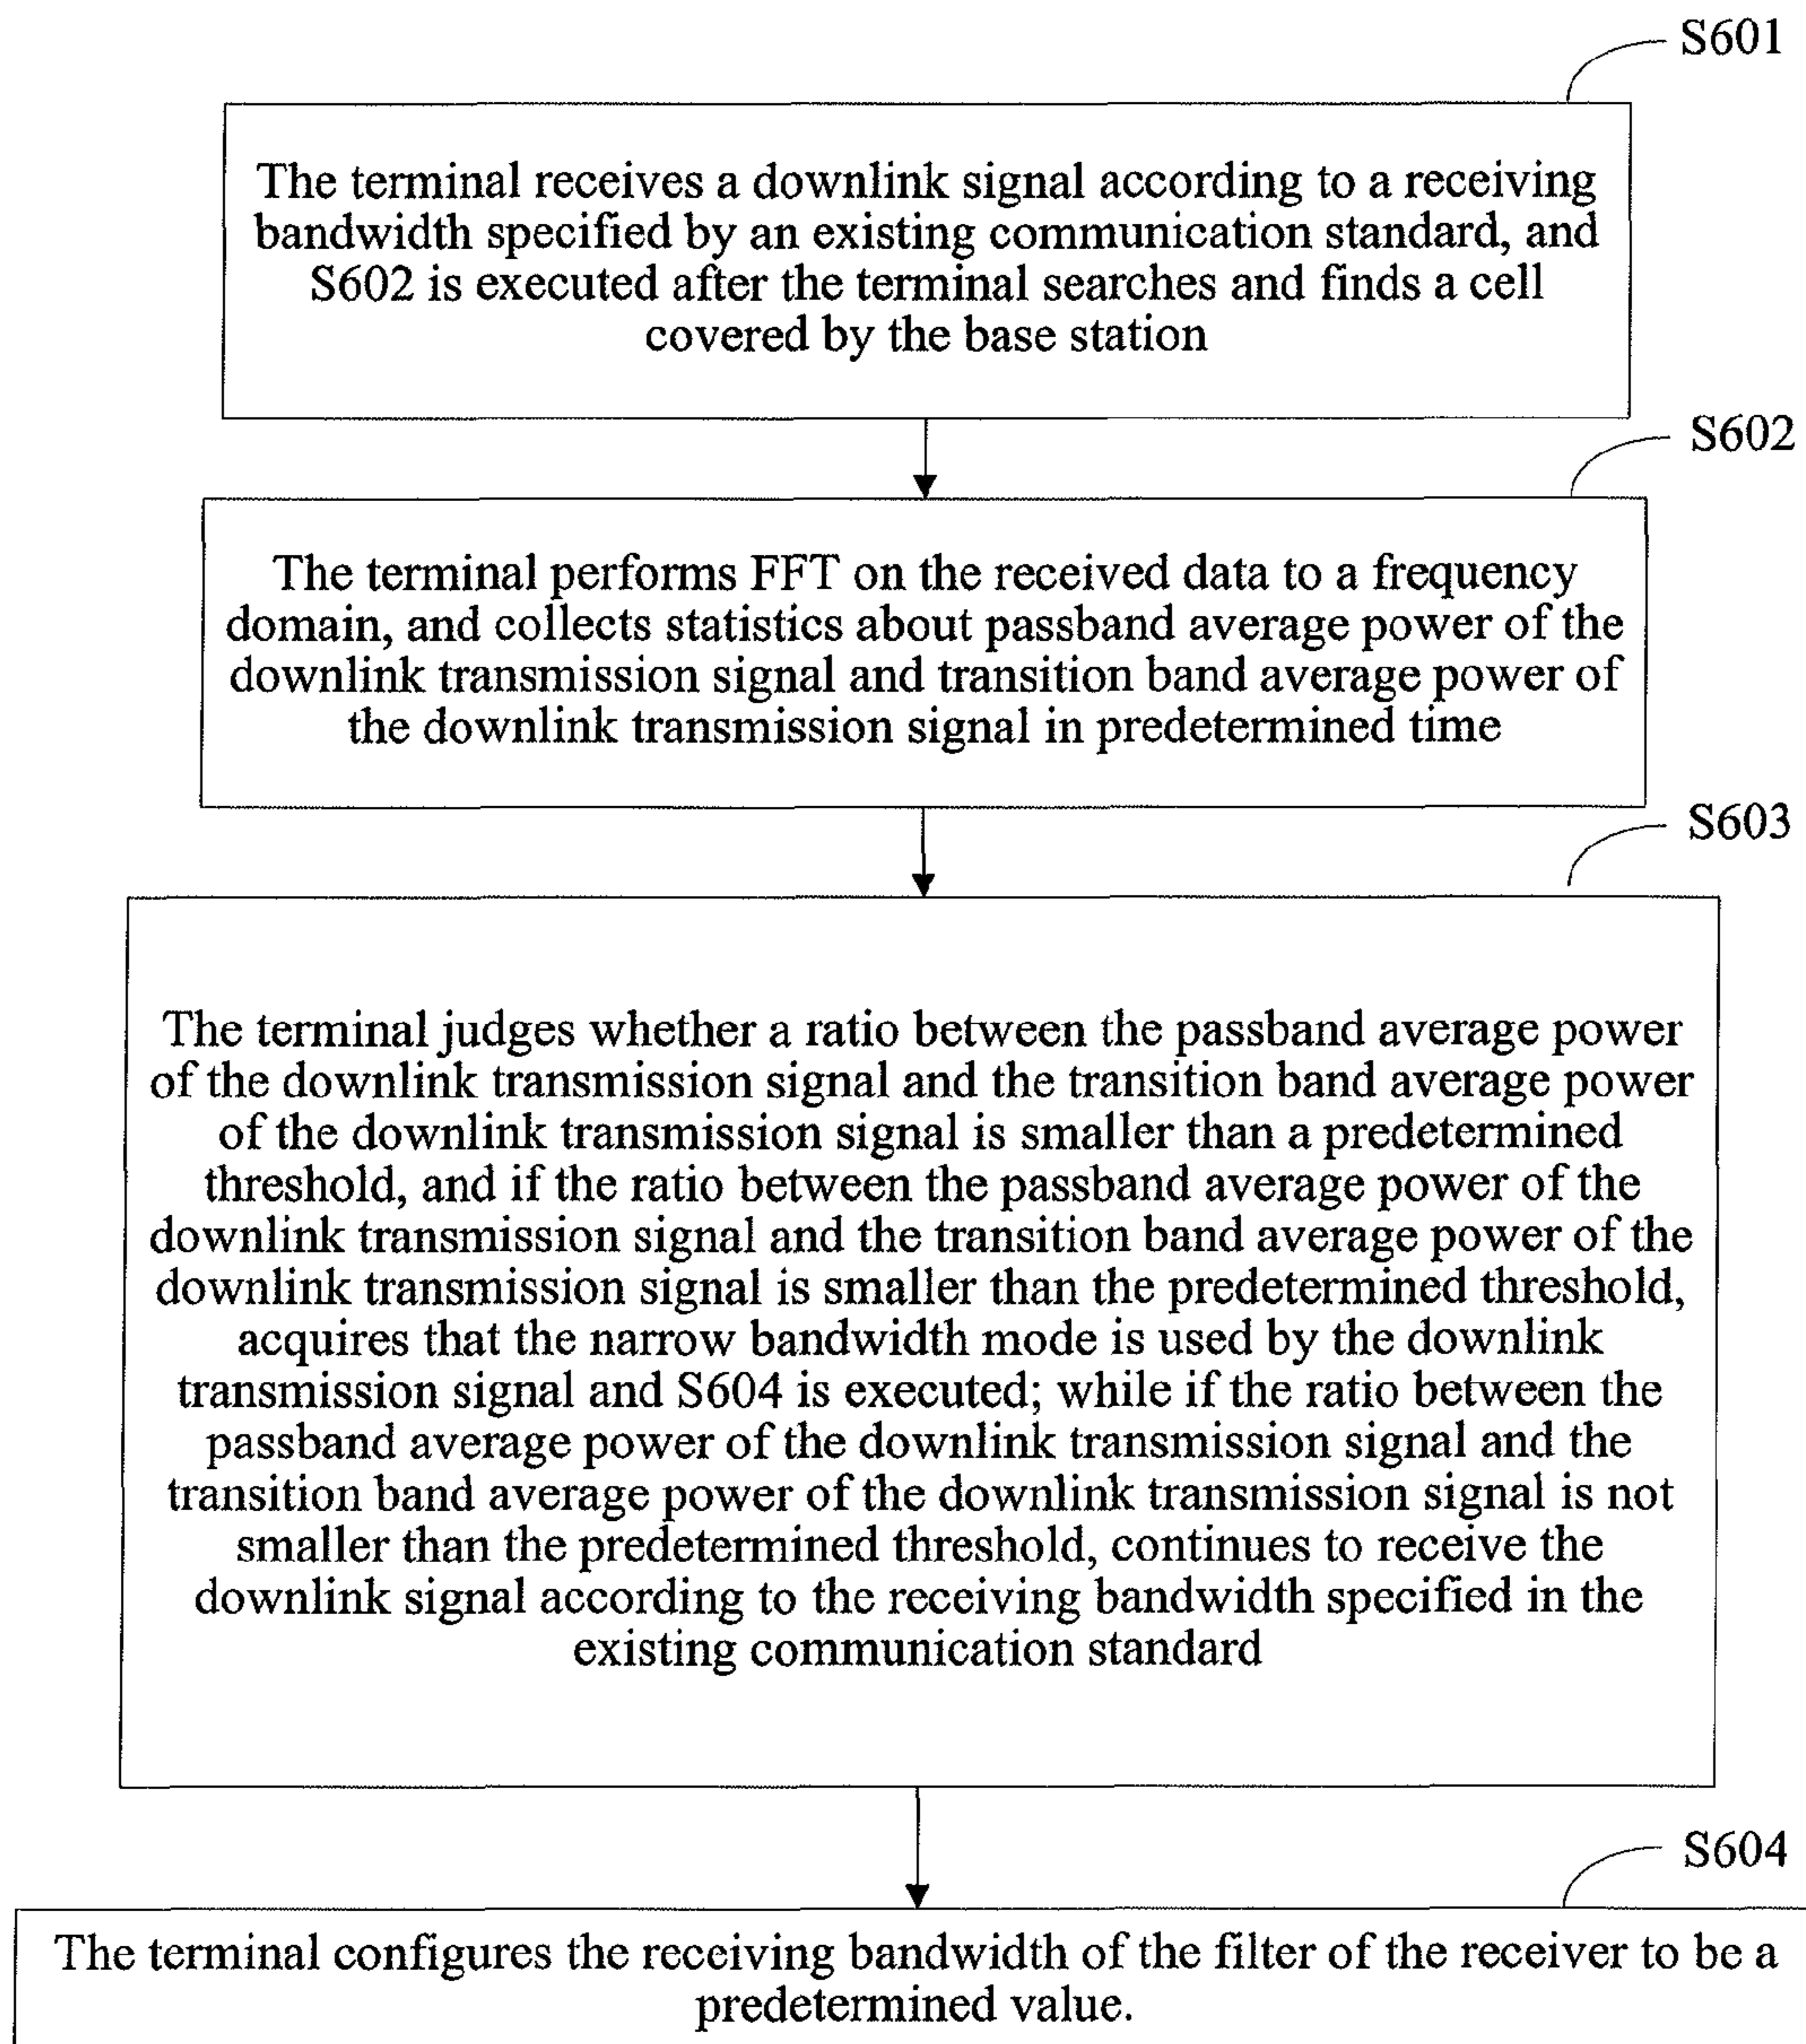 S601
The terminal receives a downlink signal according to a receiving
bandwidth specified by an existing communication standard, and
S602 is executed after the terminal searches and finds a cell
covered by the base station
S602
The terminal performs FFT on the received data to a frequency
domain, and collects statistics about passband average power of the
downlink transmission signal and transition band average power of
the downlink transmission signal in predetermined time
S603
The terminal judges whether a ratio between the passband average power
of the downlink transmission signal and the transition band average power
of the downlink transmission signal is smaller than a predetermined
threshold, and if the ratio between the passband average power of the
downlink transmission signal and the transition band average power of the
downlink transmission signal is smaller than the predetermined threshold,
acquires that the narrow bandwidth mode is used by the downlink
transmission signal and S604 is executed; while if the ratio between the
passband average power of the downlink transmission signal and the
transition band average power of the downlink transmission signal is not
smaller than the predetermined threshold, continues to receive the
downlink signal according to the receiving bandwidth specified in the
existing communication standard
S604
The terminal configures the receiving bandwidth of the filter of the receiver to be a
predetermined value.